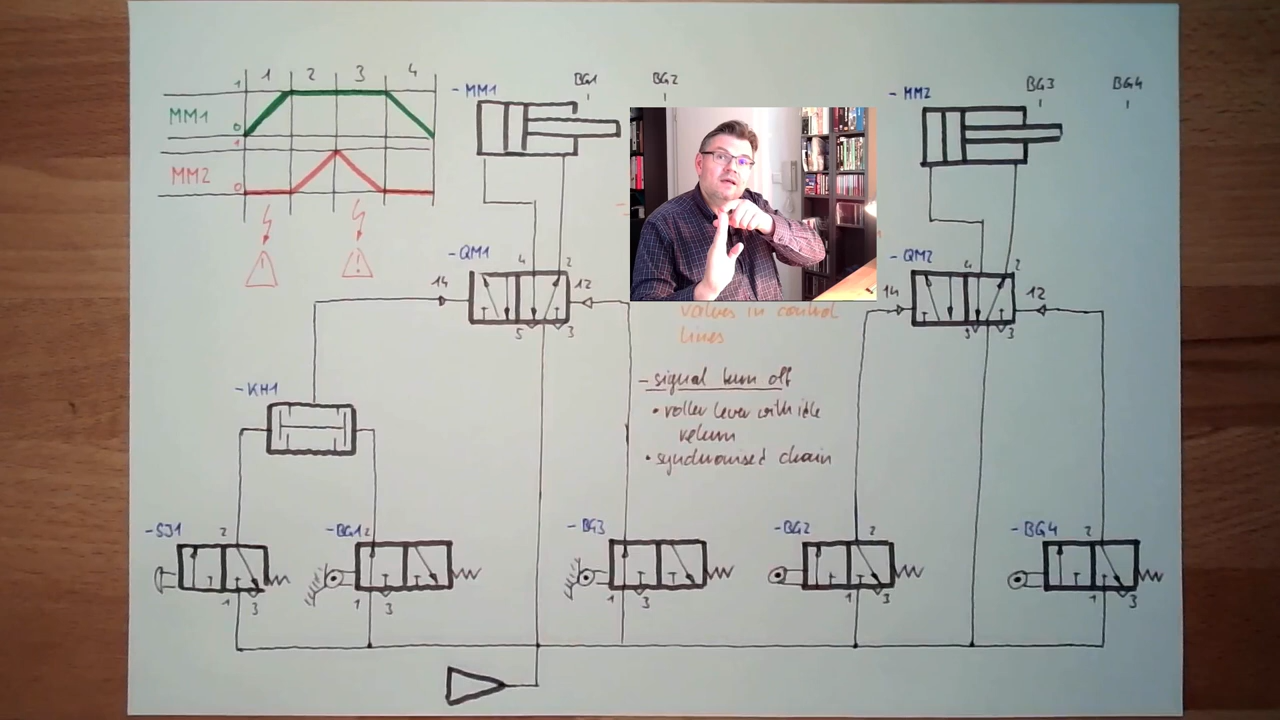 1 2 3 4
1
MM1
0
1
MM2
0
!
!
-MM1
BG1
BG2
-MM2
BG3
BG4
-QM1
4
2
14
12
5
3
-QM2
4
2
14
12
5
3
valves in control
lines
- signal turn off
• roller lever with idle
return
• synchronised chain
-KH1
-SJ1
2
1
3
-BG1
2
1
3
-BG3
2
1
3
-BG2
2
1
3
-BG4
2
1
3